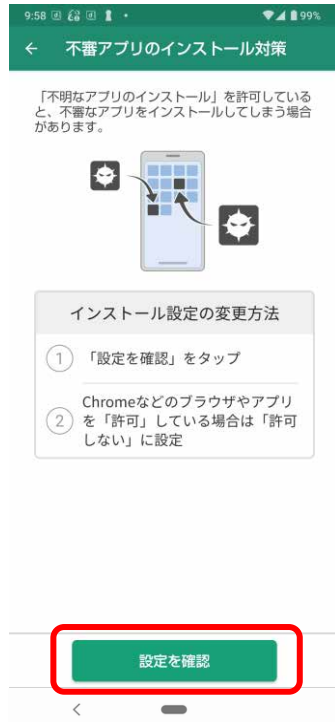 9:58
99%
← 不審アプリのインストール対策
「不明なアプリのインストール」を許可している
と、不審なアプリをインストールしてしまう場合
があります。
インストール設定の変更方法
1 「設定を確認」をタップ
Chromeなどのブラウザやアプリ
2 を「許可」している場合は「許可
しない」に設定
設定を確認